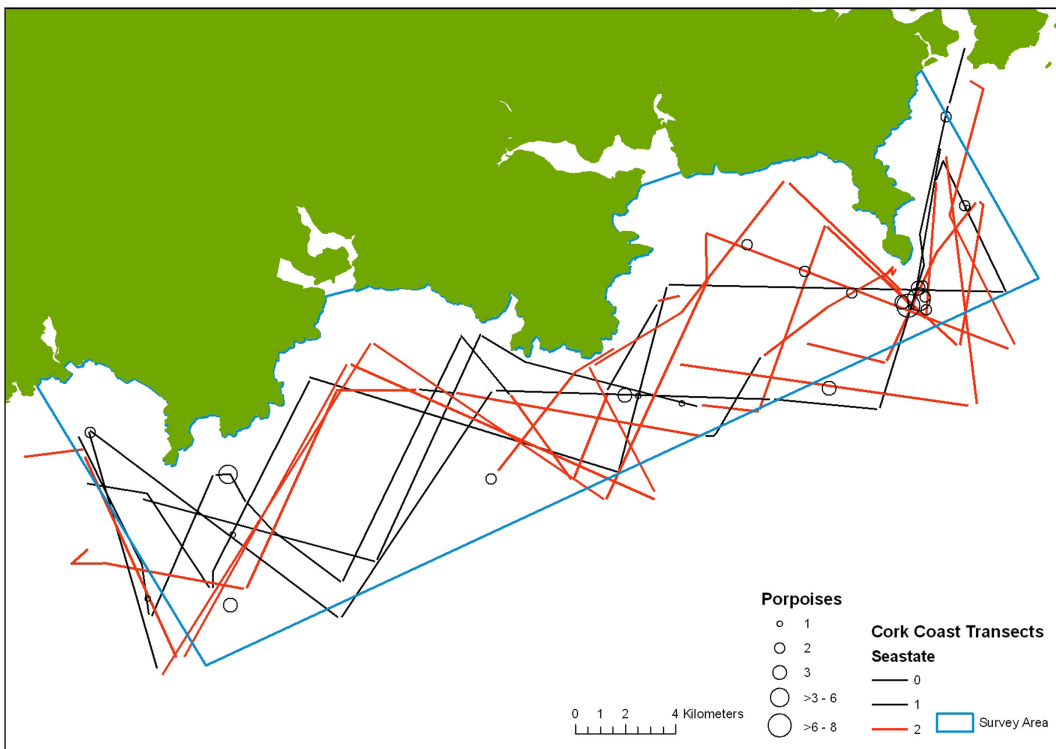 Porpoises
1
2
3
>3 - 6
>6 - 8
Cork Coast Transects
Seastate
0
1
2
Survey Area
0 1 2 4 Kilometers